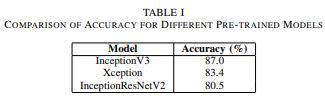 TABLE I
COMPARISON OF ACCURACY FOR DIFFERENT PRE-TRAINED MODELS
Model Accuracy (%)
InceptionV3 87.0
Xception 83.4
InceptionResNetV2 80.5